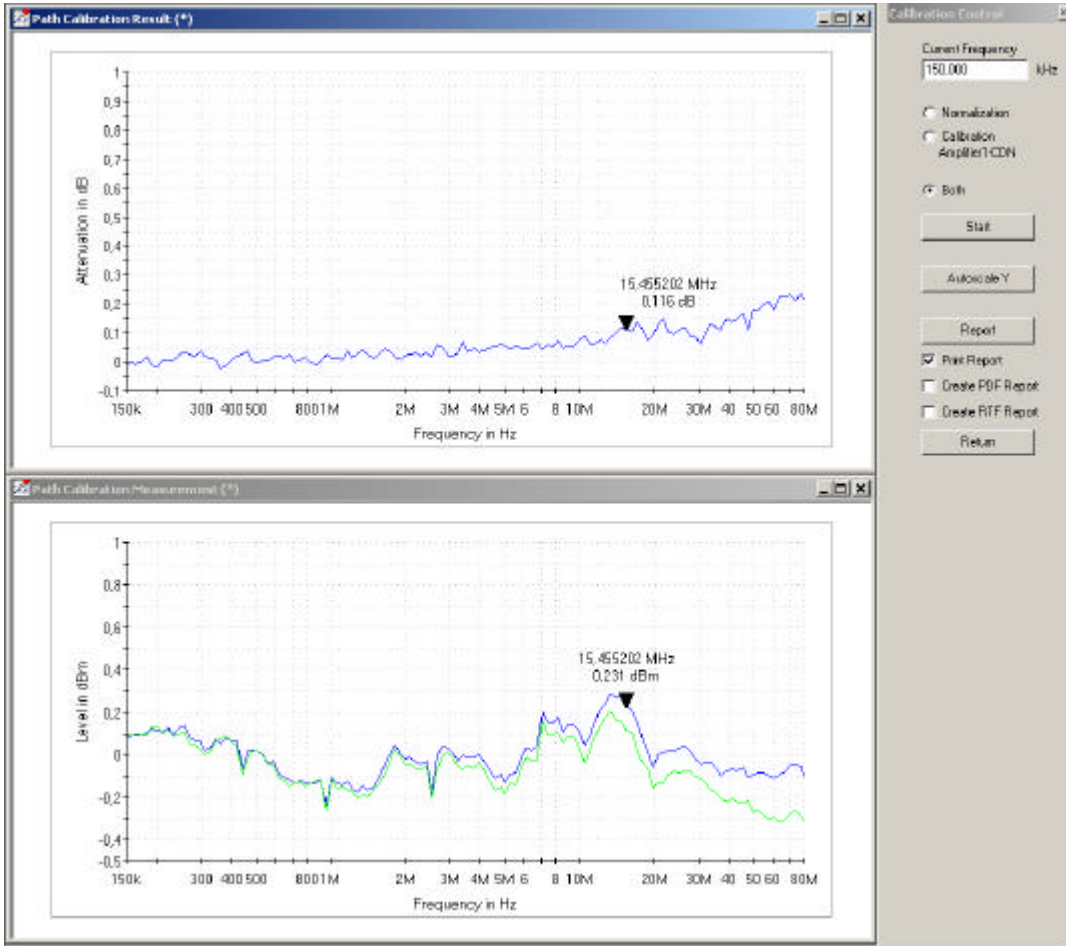 Path Calibration Result (*)
1
0,9
0,8
0,7
0,6
0,5
0,4
0,3
0,2
0,1
0
-0,1
Attenuation in dB
15,455202 MHz
0.116 dB
150k 300 400 500 800 1M 2M 3M 4M 5M 6 8 10M 20M 30M 40 50 60 80M
Frequency in Hz
Path Calibration Measurement (*)
1
0,8
0,6
0,4
0,2
0
-0,2
-0,4
-0,5
Level in dBm
15,455202 MHz
0.231 dBm
150k 300 400 500 800 1M 2M 3M 4M 5M 6 8 10M 20M 30M 40 50 60 80M
Frequency in Hz
Calibration Control
Current Frequency
150.000 kHz
Normalization
Calibration
Amplifier1-CDN
Both
Start
Autoscale Y
Report
Print Report
Create PDF Report
Create RTF Report
Return